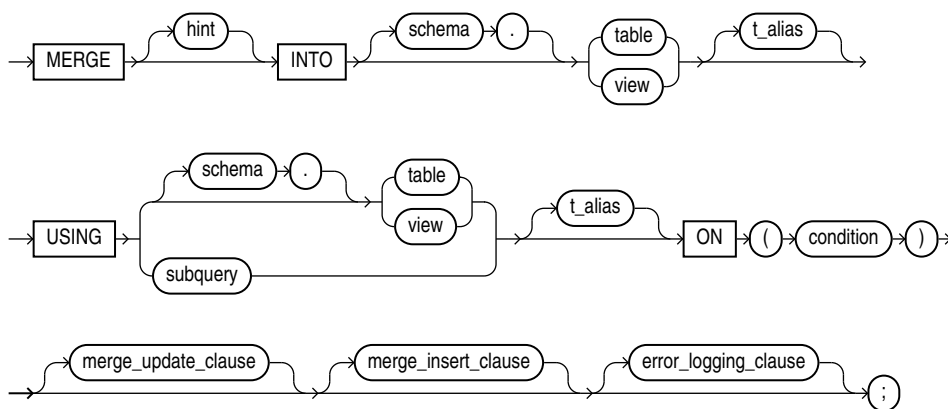 hint schema . table t_alias
MERGE INTO view
schema . table
t_alias
USING view ON ( condition )
subquery
merge_update_clause merge_insert_clause error_logging_clause
;